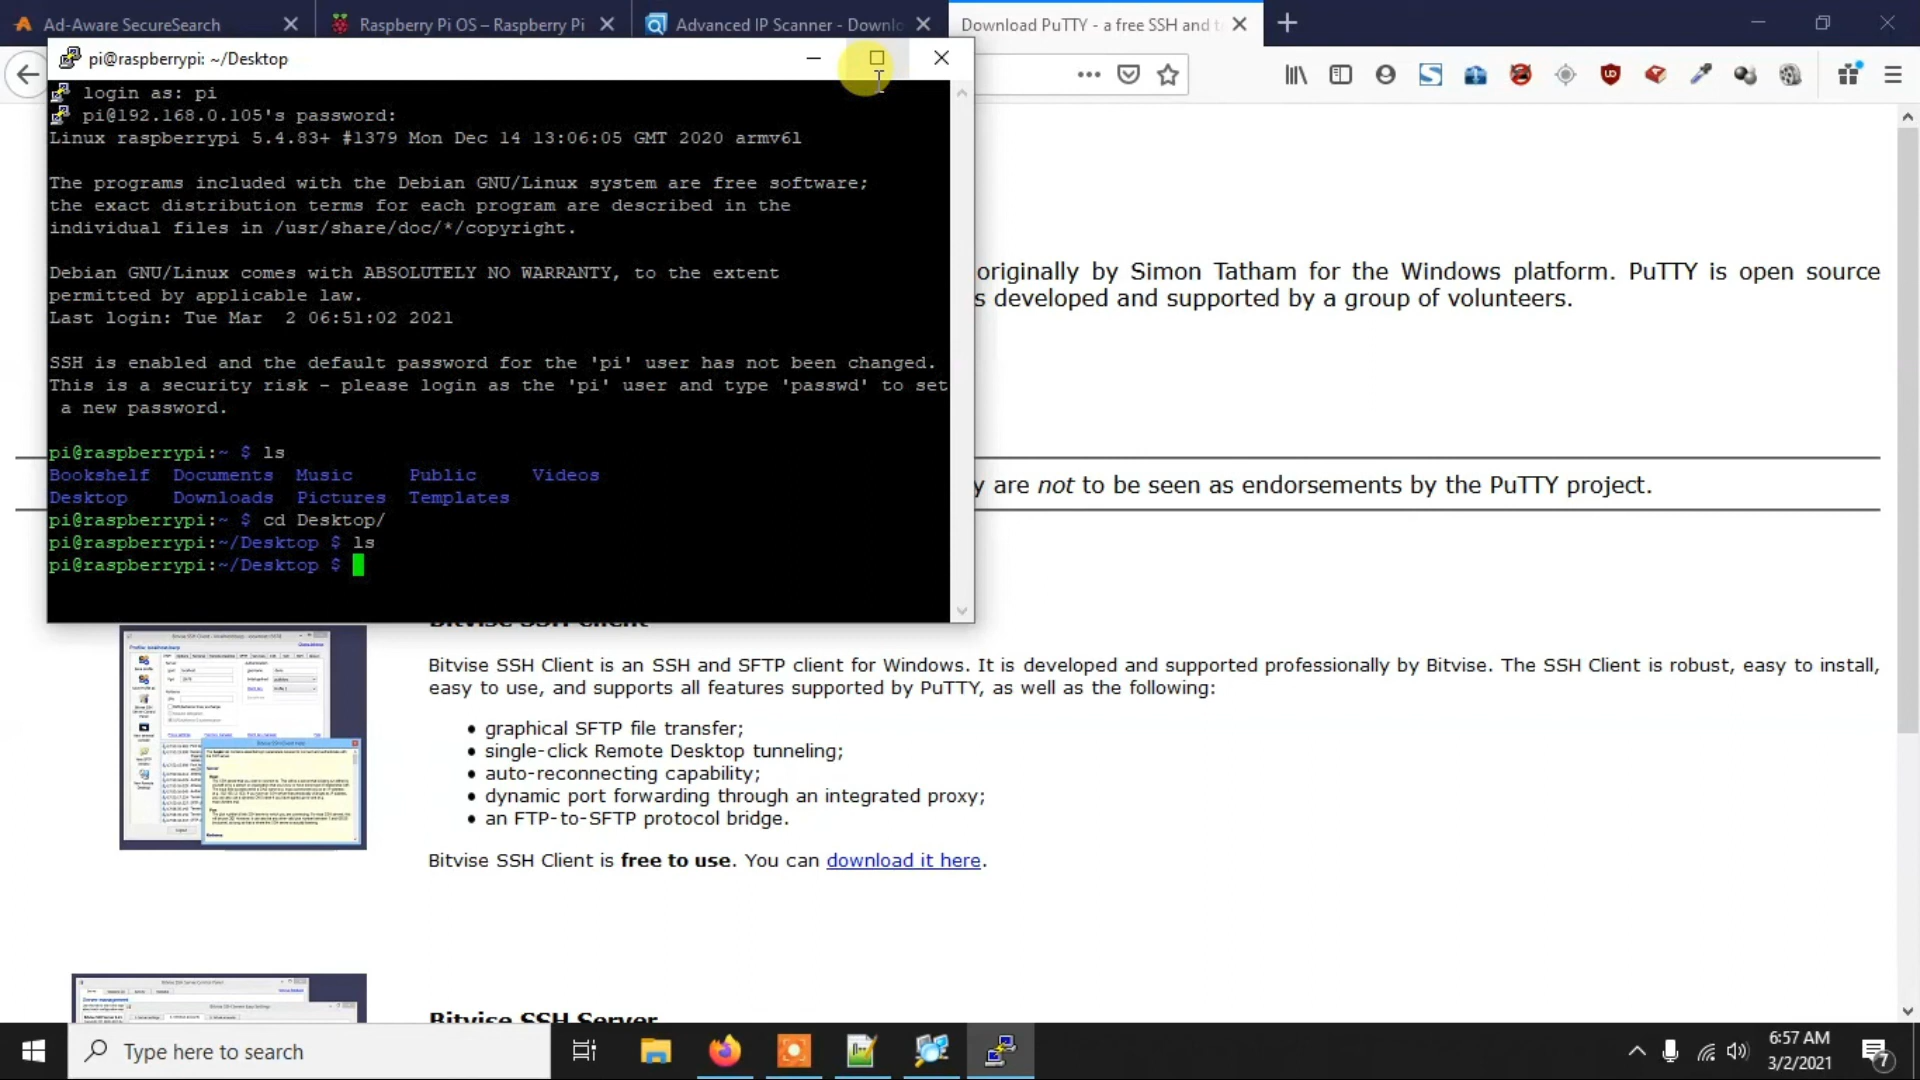 Ad-Aware SecureSearch
Raspberry Pi OS – Raspberry Pi
Advanced IP Scanner - Downlo
Download PuTTY - a free SSH and t
pi@raspberrypi: ~/Desktop
login as: pi
pi@192.168.0.105's password:
Linux raspberrypi 5.4.83+ #1379 Mon Dec 14 13:06:05 GMT 2020 armv6l
The programs included with the Debian GNU/Linux system are free software;
the exact distribution terms for each program are described in the
individual files in /usr/share/doc/*/copyright.
Debian GNU/Linux comes with ABSOLUTELY NO WARRANTY, to the extent
permitted by applicable law.
Last login: Tue Mar  2 06:51:02 2021
SSH is enabled and the default password for the 'pi' user has not been changed.
This is a security risk - please login as the 'pi' user and type 'passwd' to set
a new password.
pi@raspberrypi:~ $ ls
Bookshelf  Documents  Music     Public     Videos
Desktop    Downloads  Pictures  Templates
pi@raspberrypi:~ $ cd Desktop/
pi@raspberrypi:~/Desktop $ ls
pi@raspberrypi:~/Desktop $
originally by Simon Tatham for the Windows platform. PuTTY is open source
s developed and supported by a group of volunteers.
y are not to be seen as endorsements by the PuTTY project.
Bitvise SSH Client
Bitvise SSH Client is an SSH and SFTP client for Windows. It is developed and supported professionally by Bitvise. The SSH Client is robust, easy to install,
easy to use, and supports all features supported by PuTTY, as well as the following:
• graphical SFTP file transfer;
• single-click Remote Desktop tunneling;
• auto-reconnecting capability;
• dynamic port forwarding through an integrated proxy;
• an FTP-to-SFTP protocol bridge.
Bitvise SSH Client is free to use. You can download it here.
Bitvise SSH Server
Type here to search
6:57 AM
3/2/2021
7